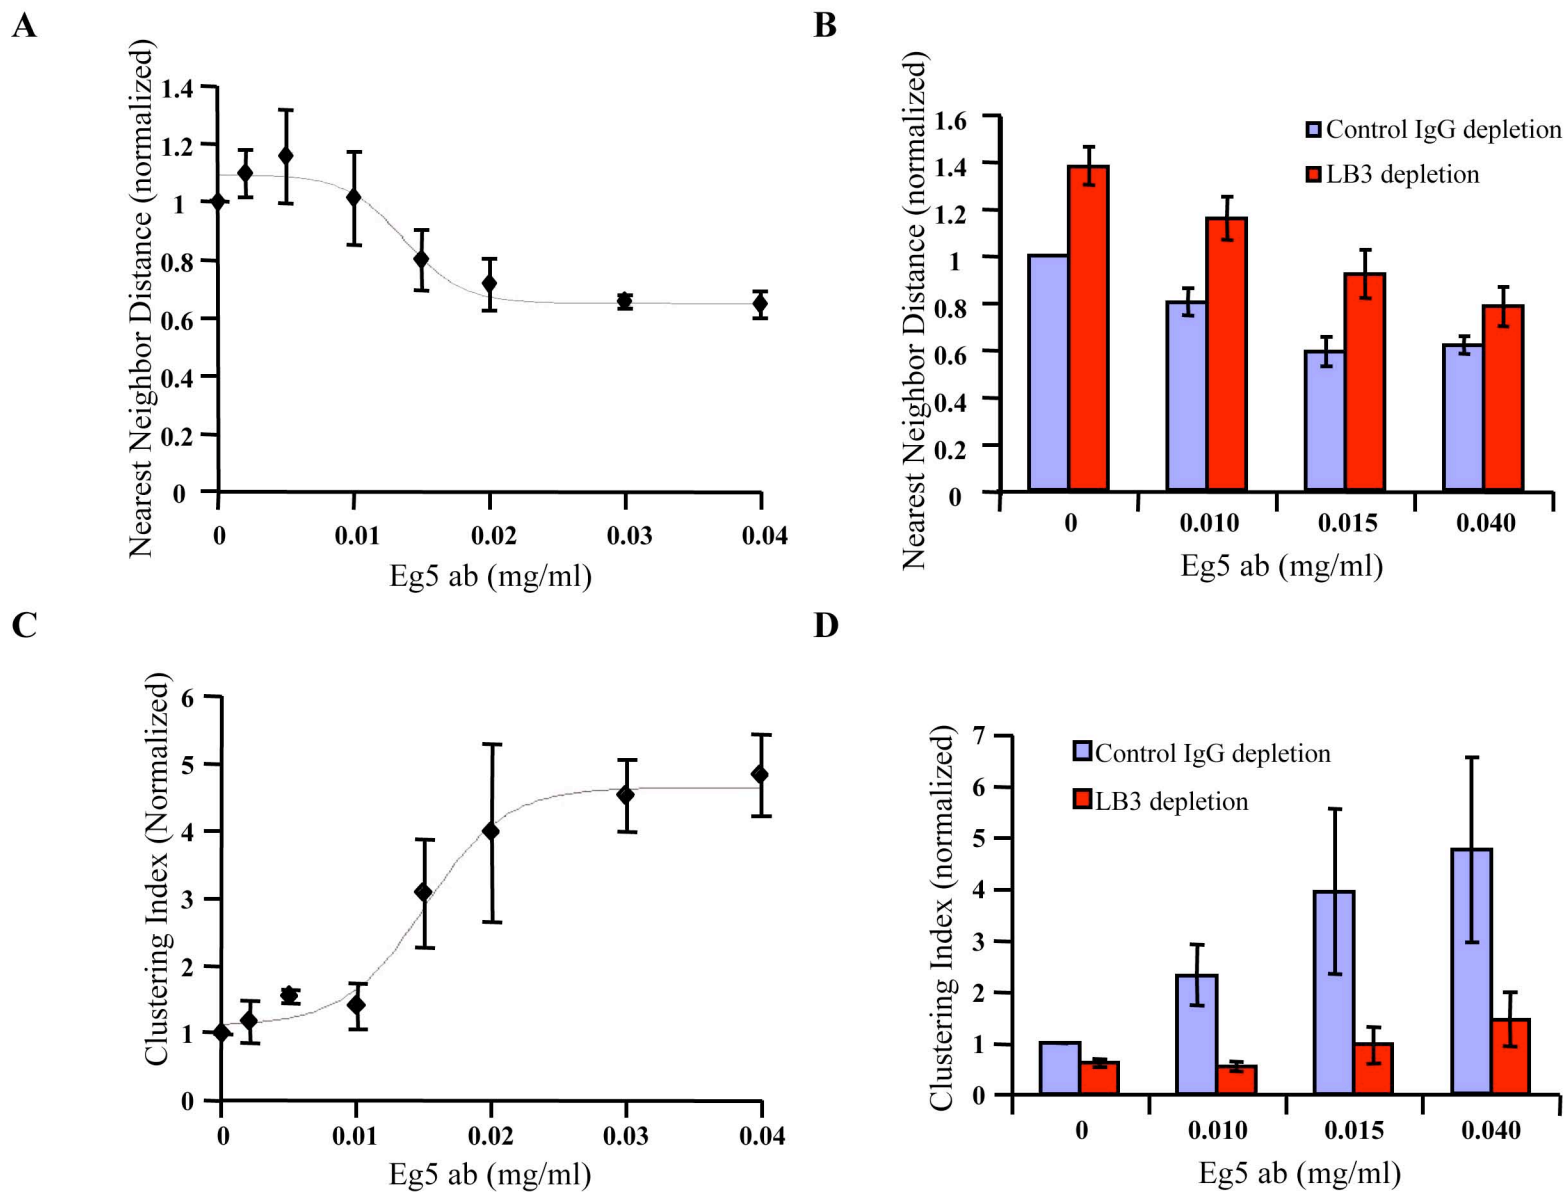 A
Nearest Neighbor Distance (normalized)
1.4
1.2
1
0.8
0.6
0.4
0.2
0
0 0.01 0.02 0.03 0.04
Eg5 ab (mg/ml)
B
Nearest Neighbor Distance (normalized)
1.6
1.4
1.2
1
0.8
0.6
0.4
0.2
0
Control IgG depletion
LB3 depletion
0 0.010 0.015 0.040
Eg5 ab (mg/ml)
C
Clustering Index (Normalized)
6
5
4
3
2
1
0
0 0.01 0.02 0.03 0.04
Eg5 ab (mg/ml)
D
Clustering Index (normalized)
7
6
5
4
3
2
1
0
Control IgG depletion
LB3 depletion
0 0.010 0.015 0.040
Eg5 ab (mg/ml)